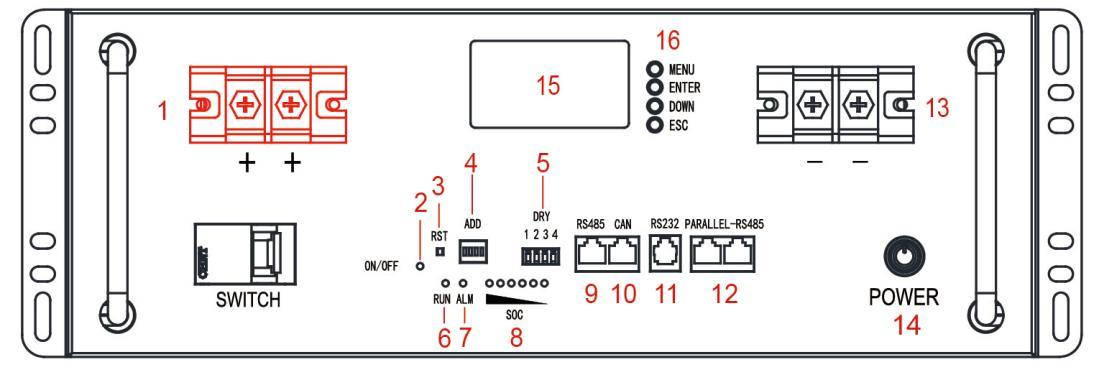 16
MENU
ENTER
DOWN
ESC
15
1
13
+ +
− −
2
3
4
5
RST
ADD
DRY
1 2 3 4
RS485 CAN RS232 PARALLEL-RS485
ON/OFF
9 10 11 12
SWITCH
RUN ALM
SOC
6
7
8
POWER
14